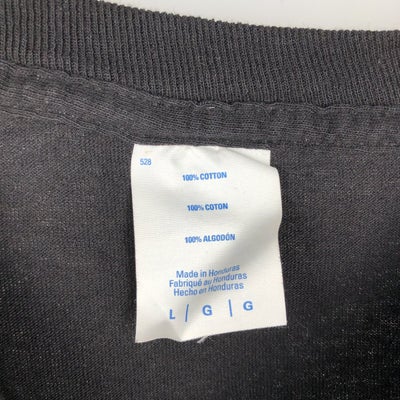 528
100% COTTON
100% COTON
100% ALGODÓN
Made in Honduras
Fabriqué au Honduras
Hecho en Honduras
L / G | G